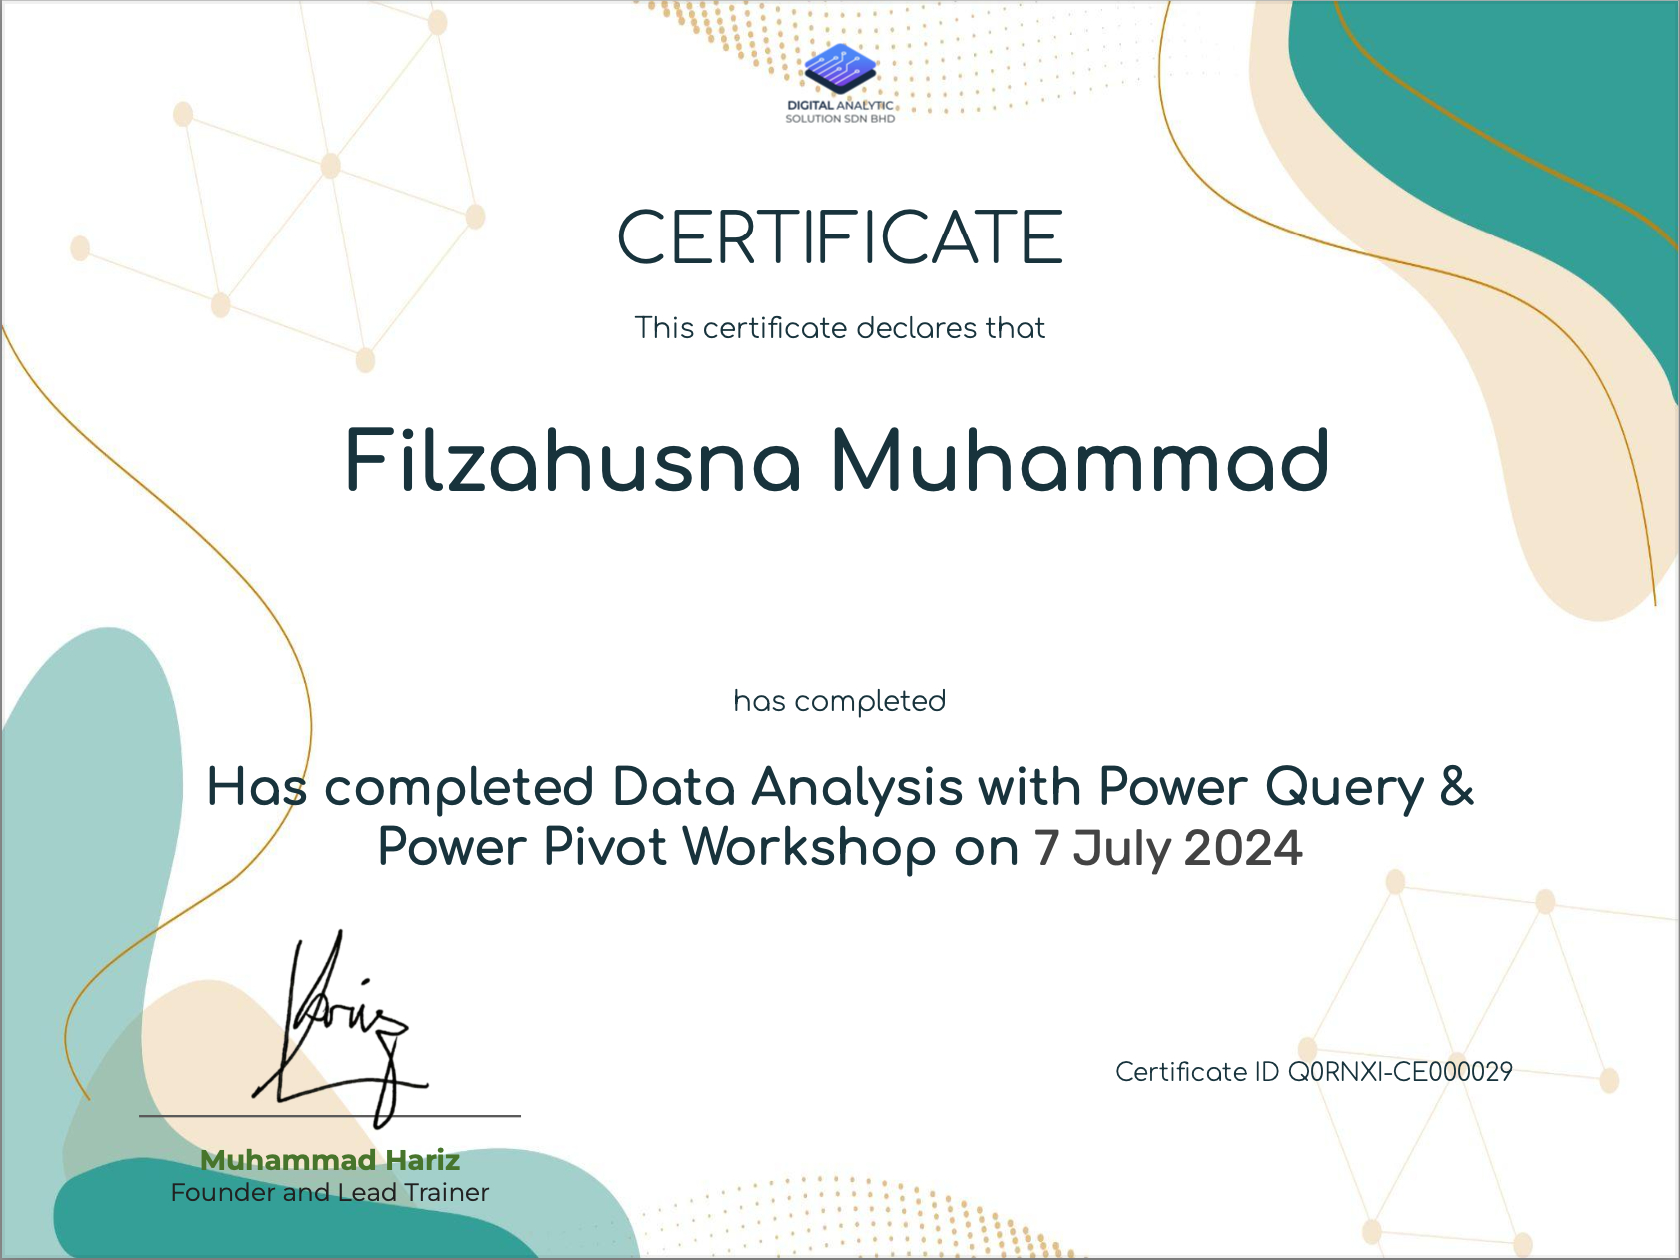 DIGITAL ANALYTIC
SOLUTION SDN BHD
CERTIFICATE
This certificate declares that
Filzahusna Muhammad
has completed
Has completed Data Analysis with Power Query &
Power Pivot Workshop on 7 July 2024
Hariz
Certificate ID Q0RNXI-CE000029
Muhammad Hariz
Founder and Lead Trainer